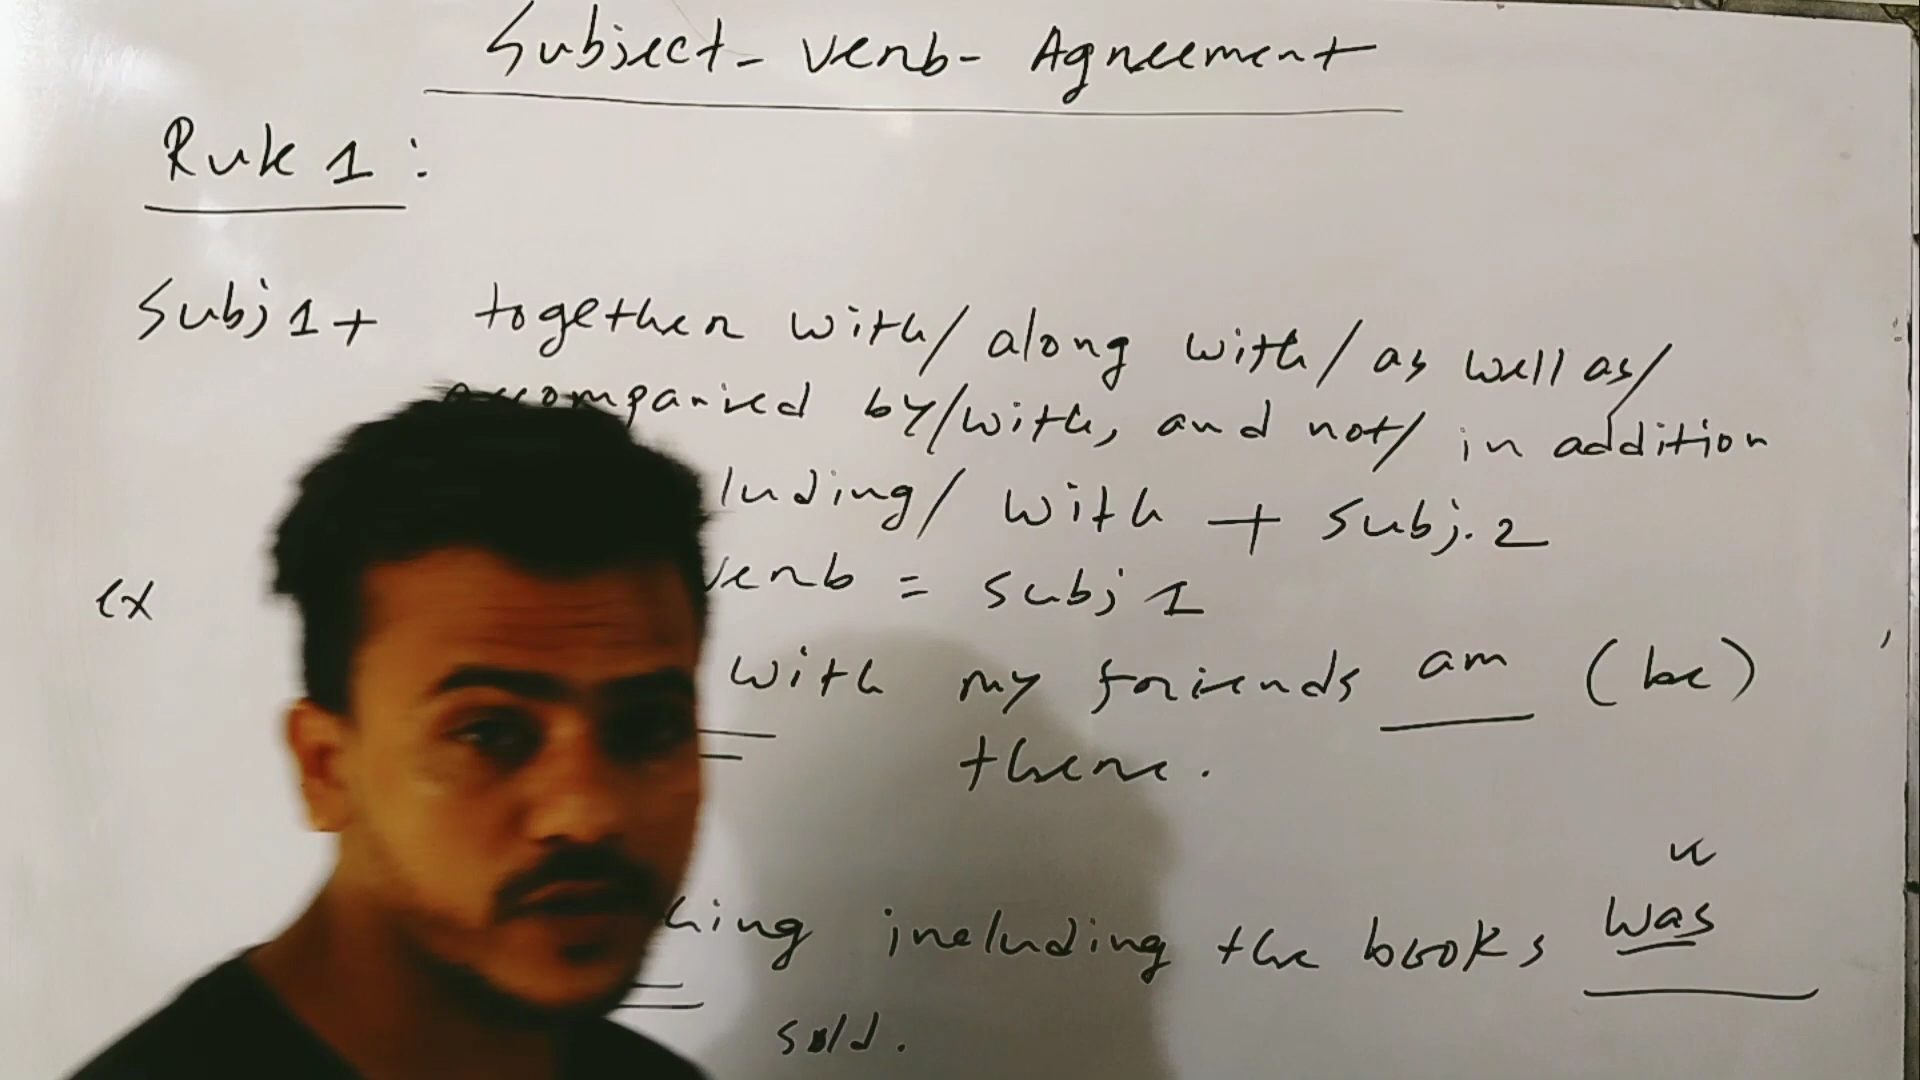 Subject-Verb-Agreement
Rule 1:
Subj 1 + together with/along with/as well as/
accompanied by/with, and not/in addition
luding/with + Subj. 2
verb = Subj 1
ex
with my friends am (be)
there.
hing including the books was
sold.